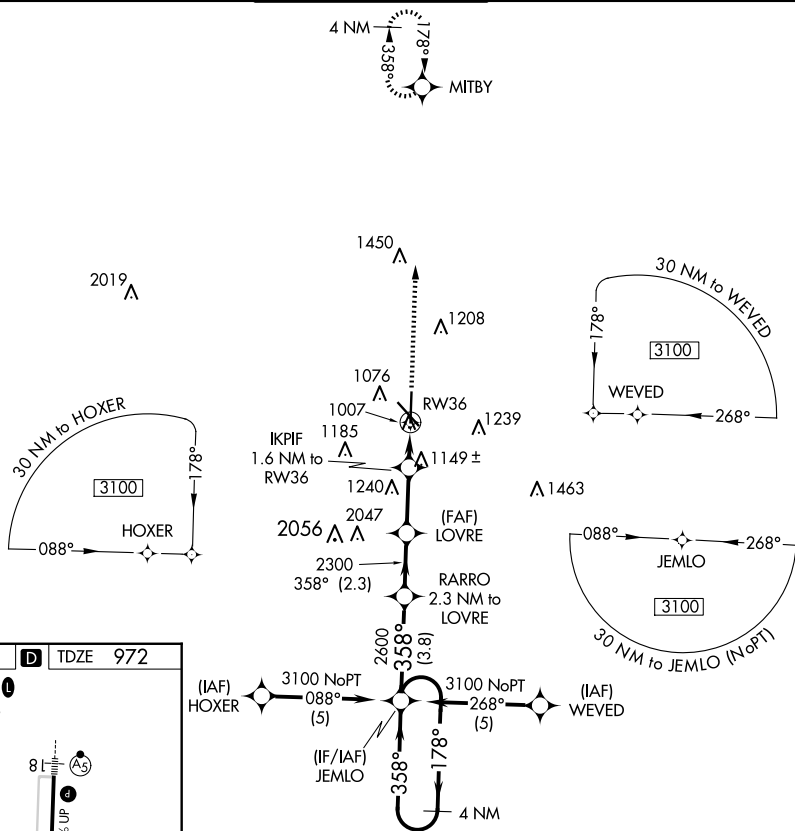 4 NM
178°
358°
MITBY
1450
2019
1208
30 NM to WEVED
178°
3100
WEVED
268°
1076
1007
RW36
1239
30 NM to HOXER
178°
3100
HOXER
088°
IKPIF
1.6 NM to
RW36
1185
1149 ±
1240
1463
2056
2047
(FAF)
LOVRE
2300
358° (2.3)
RARRO
2.3 NM to
LOVRE
088°
268°
JEMLO
3100
30 NM to JEMLO (NoPT)
2600
358°
(3.8)
D TDZE 972
L
(IAF)
HOXER
3100 NoPT
088°
(5)
3100 NoPT
268°
(5)
(IAF)
WEVED
(IF/IAF)
JEMLO
358°
178°
4 NM
18
A5
P
% UP